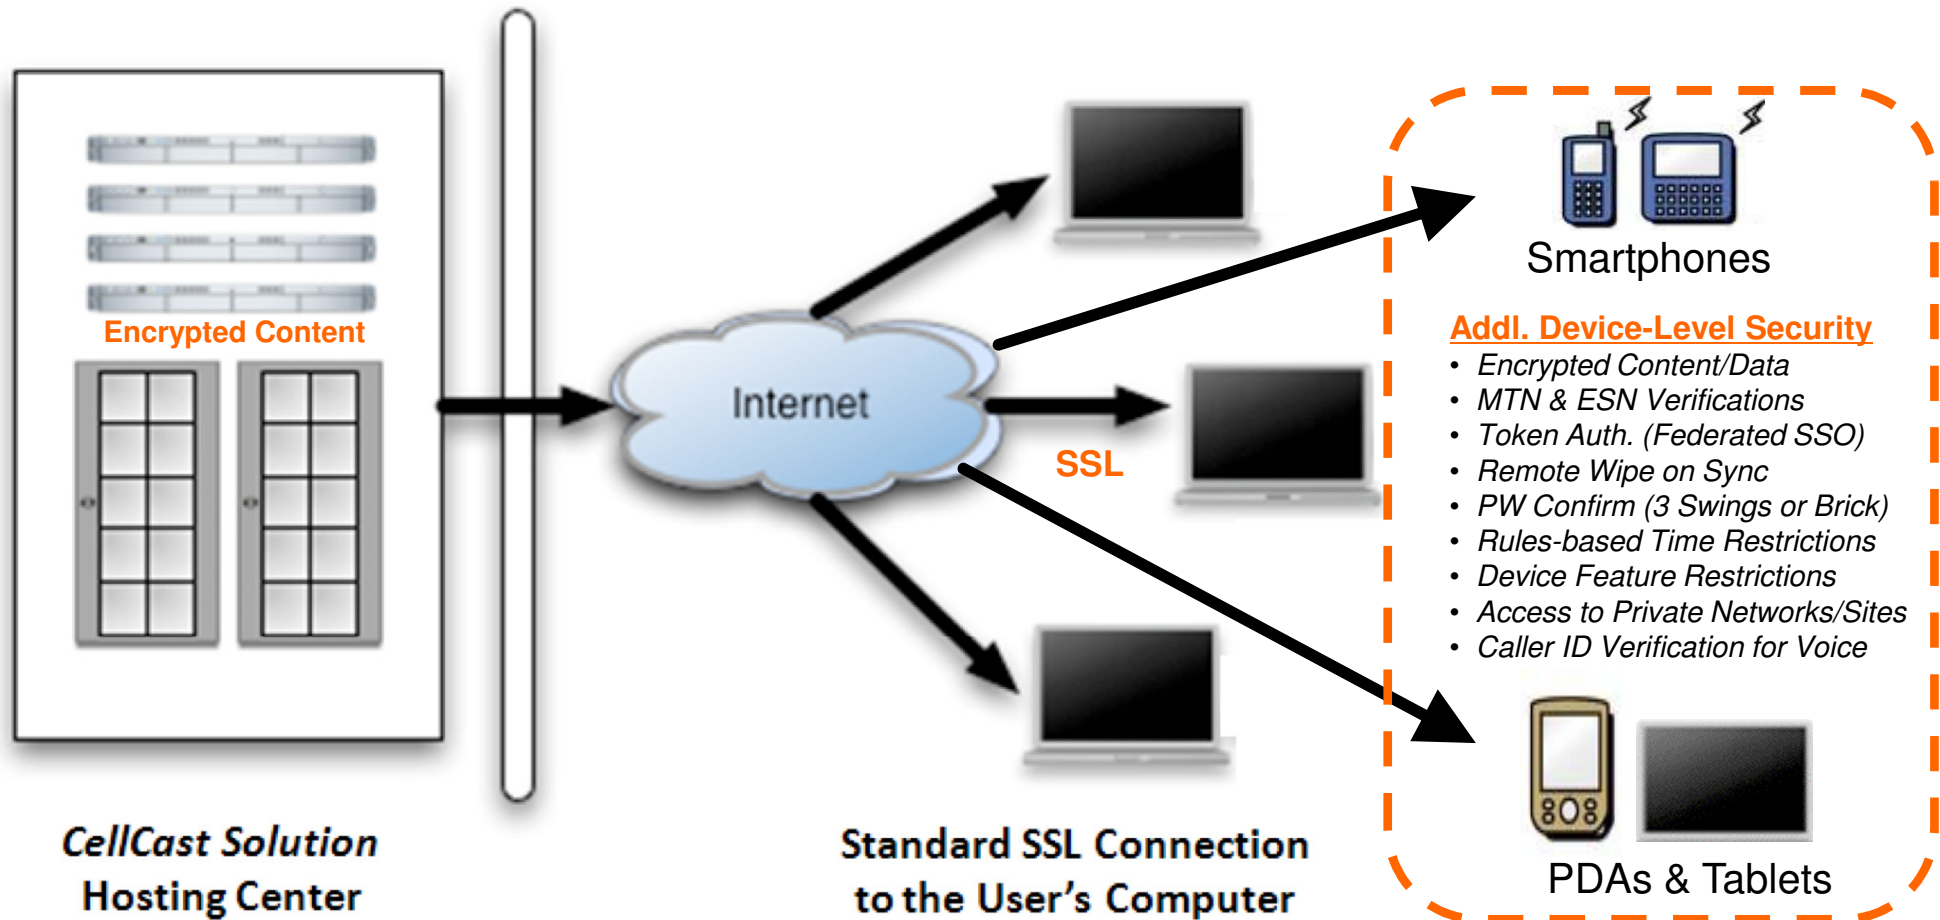 Encrypted Content
CellCast Solution
Hosting Center
Internet
SSL
Standard SSL Connection
to the User's Computer
Smartphones
Addl. Device-Level Security
• Encrypted Content/Data
• MTN & ESN Verifications
• Token Auth. (Federated SSO)
• Remote Wipe on Sync
• PW Confirm (3 Swings or Brick)
• Rules-based Time Restrictions
• Device Feature Restrictions
• Access to Private Networks/Sites
• Caller ID Verification for Voice
PDAs & Tablets